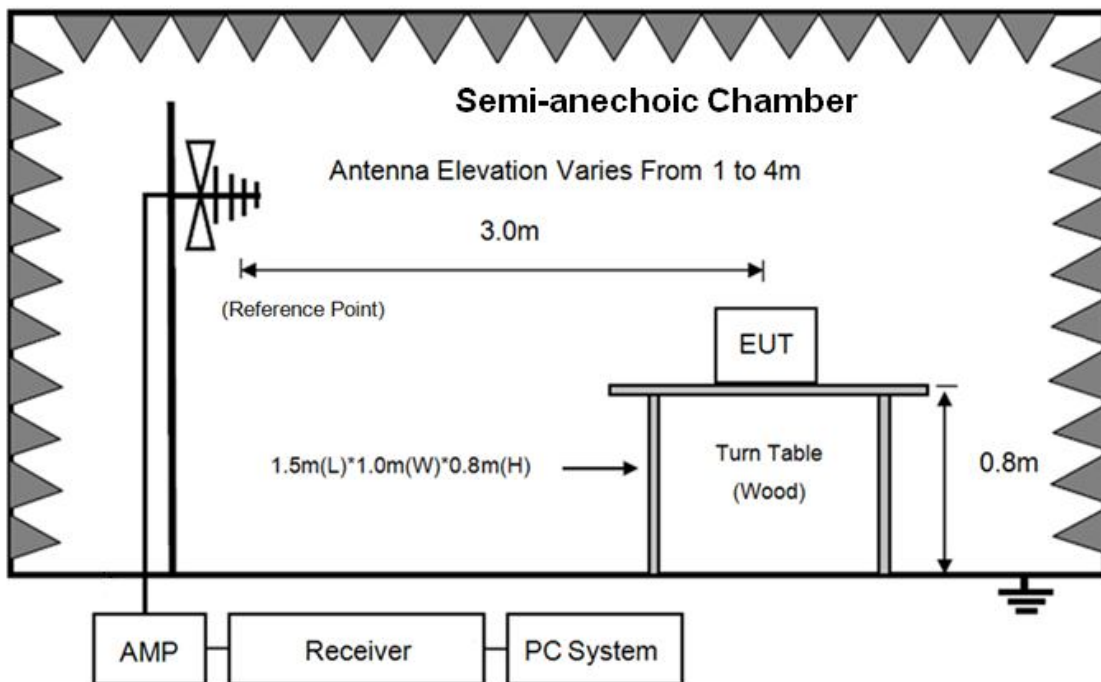 Semi-anechoic Chamber
Antenna Elevation Varies From 1 to 4m
3.0m
(Reference Point)
EUT
1.5m(L)*1.0m(W)*0.8m(H)
Turn Table
(Wood)
0.8m
AMP
Receiver
PC System